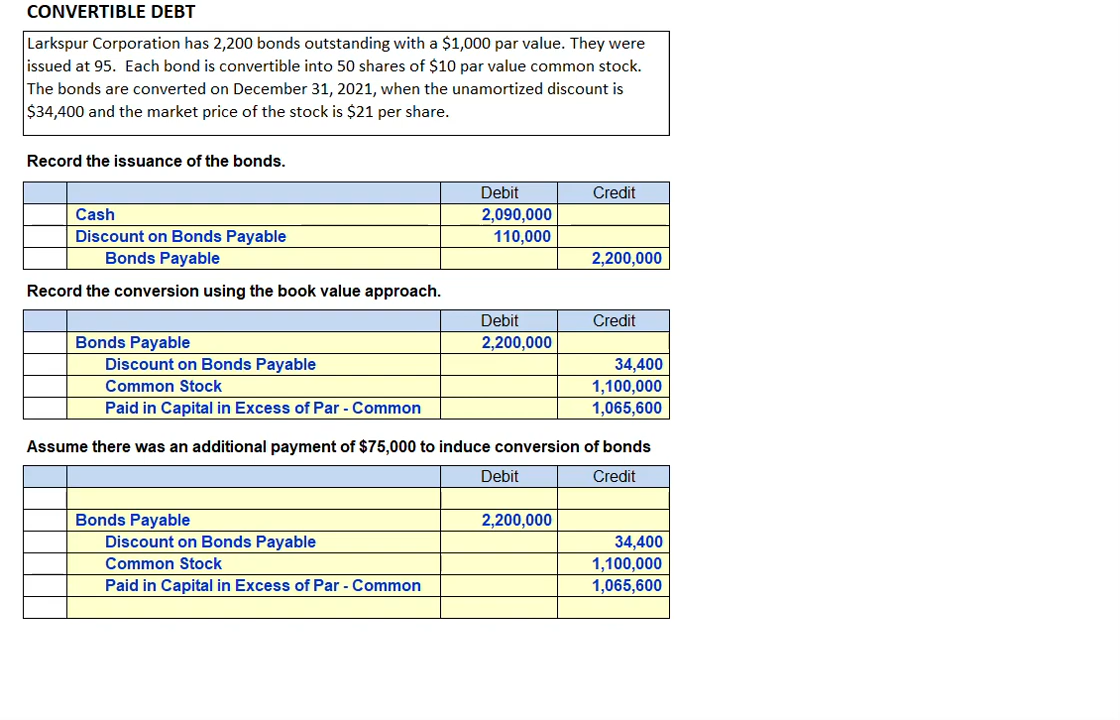 CONVERTIBLE DEBT
Larkspur Corporation has 2,200 bonds outstanding with a $1,000 par value. They were
issued at 95. Each bond is convertible into 50 shares of $10 par value common stock.
The bonds are converted on December 31, 2021, when the unamortized discount is
$34,400 and the market price of the stock is $21 per share.
Record the issuance of the bonds.
Debit Credit
Cash 2,090,000
Discount on Bonds Payable 110,000
Bonds Payable 2,200,000
Record the conversion using the book value approach.
Debit Credit
Bonds Payable 2,200,000
Discount on Bonds Payable 34,400
Common Stock 1,100,000
Paid in Capital in Excess of Par - Common 1,065,600
Assume there was an additional payment of $75,000 to induce conversion of bonds
Debit Credit
Bonds Payable 2,200,000
Discount on Bonds Payable 34,400
Common Stock 1,100,000
Paid in Capital in Excess of Par - Common 1,065,600